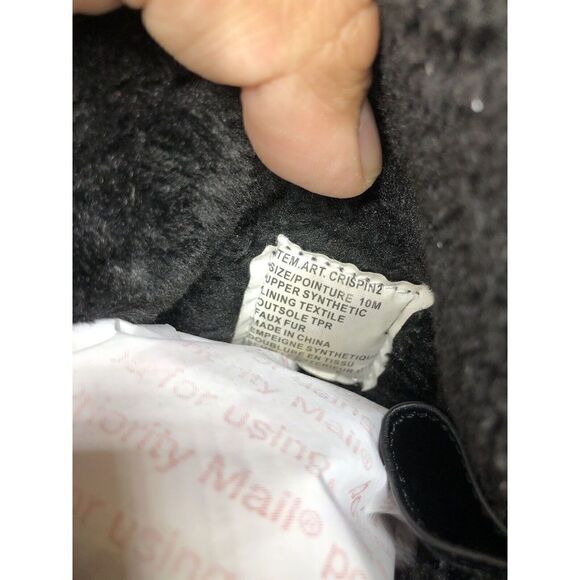 ITEM.ART. CRISPIN2
SIZE/POINTURE 10M
UPPER SYNTHETIC
LINING TEXTILE
OUTSOLE TPR
FAUX FUR
MADE IN CHINA
EMPEIGNE SYNTHETIQUE
DOUBLURE EN TISSU
for using
Priority Mail®
for using